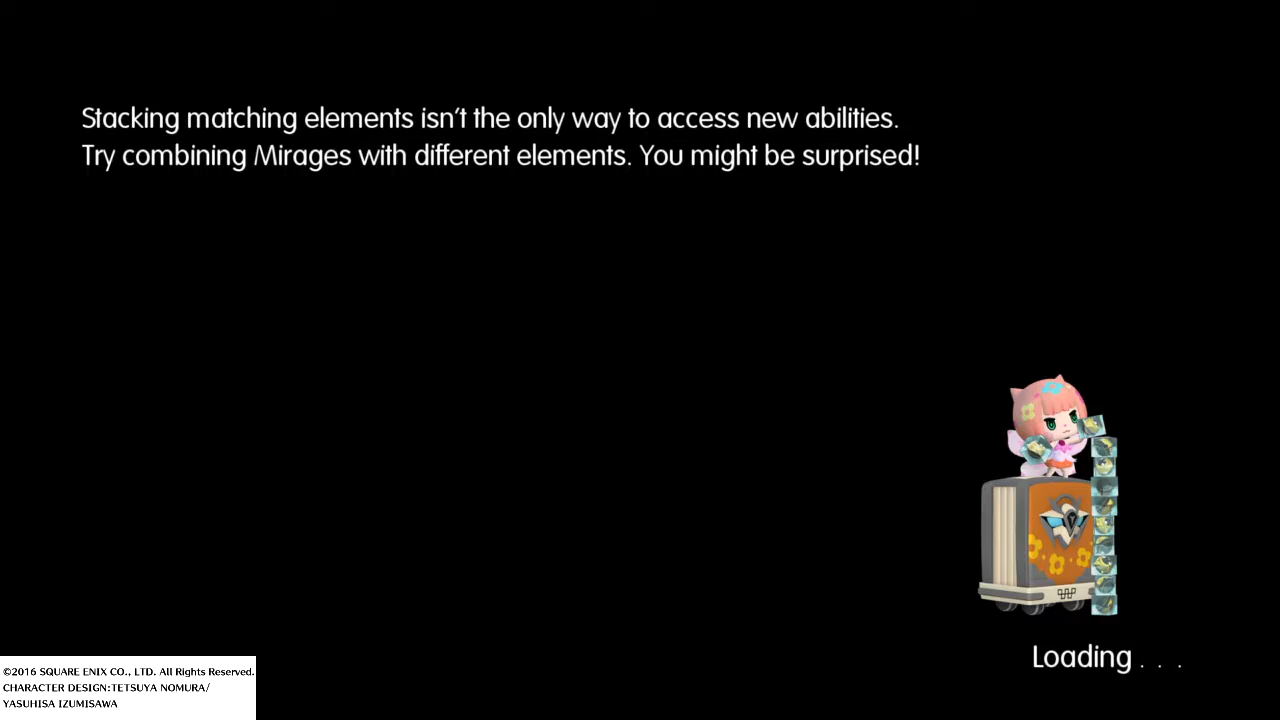 Stacking matching elements isn't the only way to access new abilities.
Try combining Mirages with different elements. You might be surprised!
Loading . . .
©2016 SQUARE ENIX CO., LTD. All Rights Reserved.
CHARACTER DESIGN:TETSUYA NOMURA/
YASUHISA IZUMISAWA